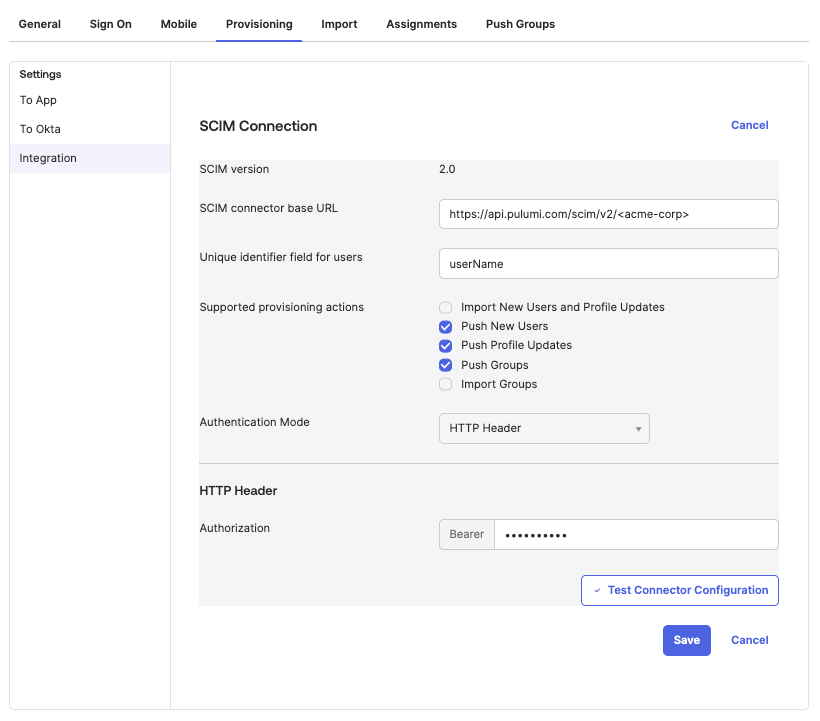 General Sign On Mobile Provisioning Import Assignments Push Groups
Settings
To App
To Okta
Integration
SCIM Connection Cancel
SCIM version 2.0
SCIM connector base URL https://api.pulumi.com/scim/v2/<acme-corp>
Unique identifier field for users userName
Supported provisioning actions Import New Users and Profile Updates
Push New Users
Push Profile Updates
Push Groups
Import Groups
Authentication Mode HTTP Header
HTTP Header
Authorization Bearer ••••••••••
Test Connector Configuration
Save Cancel